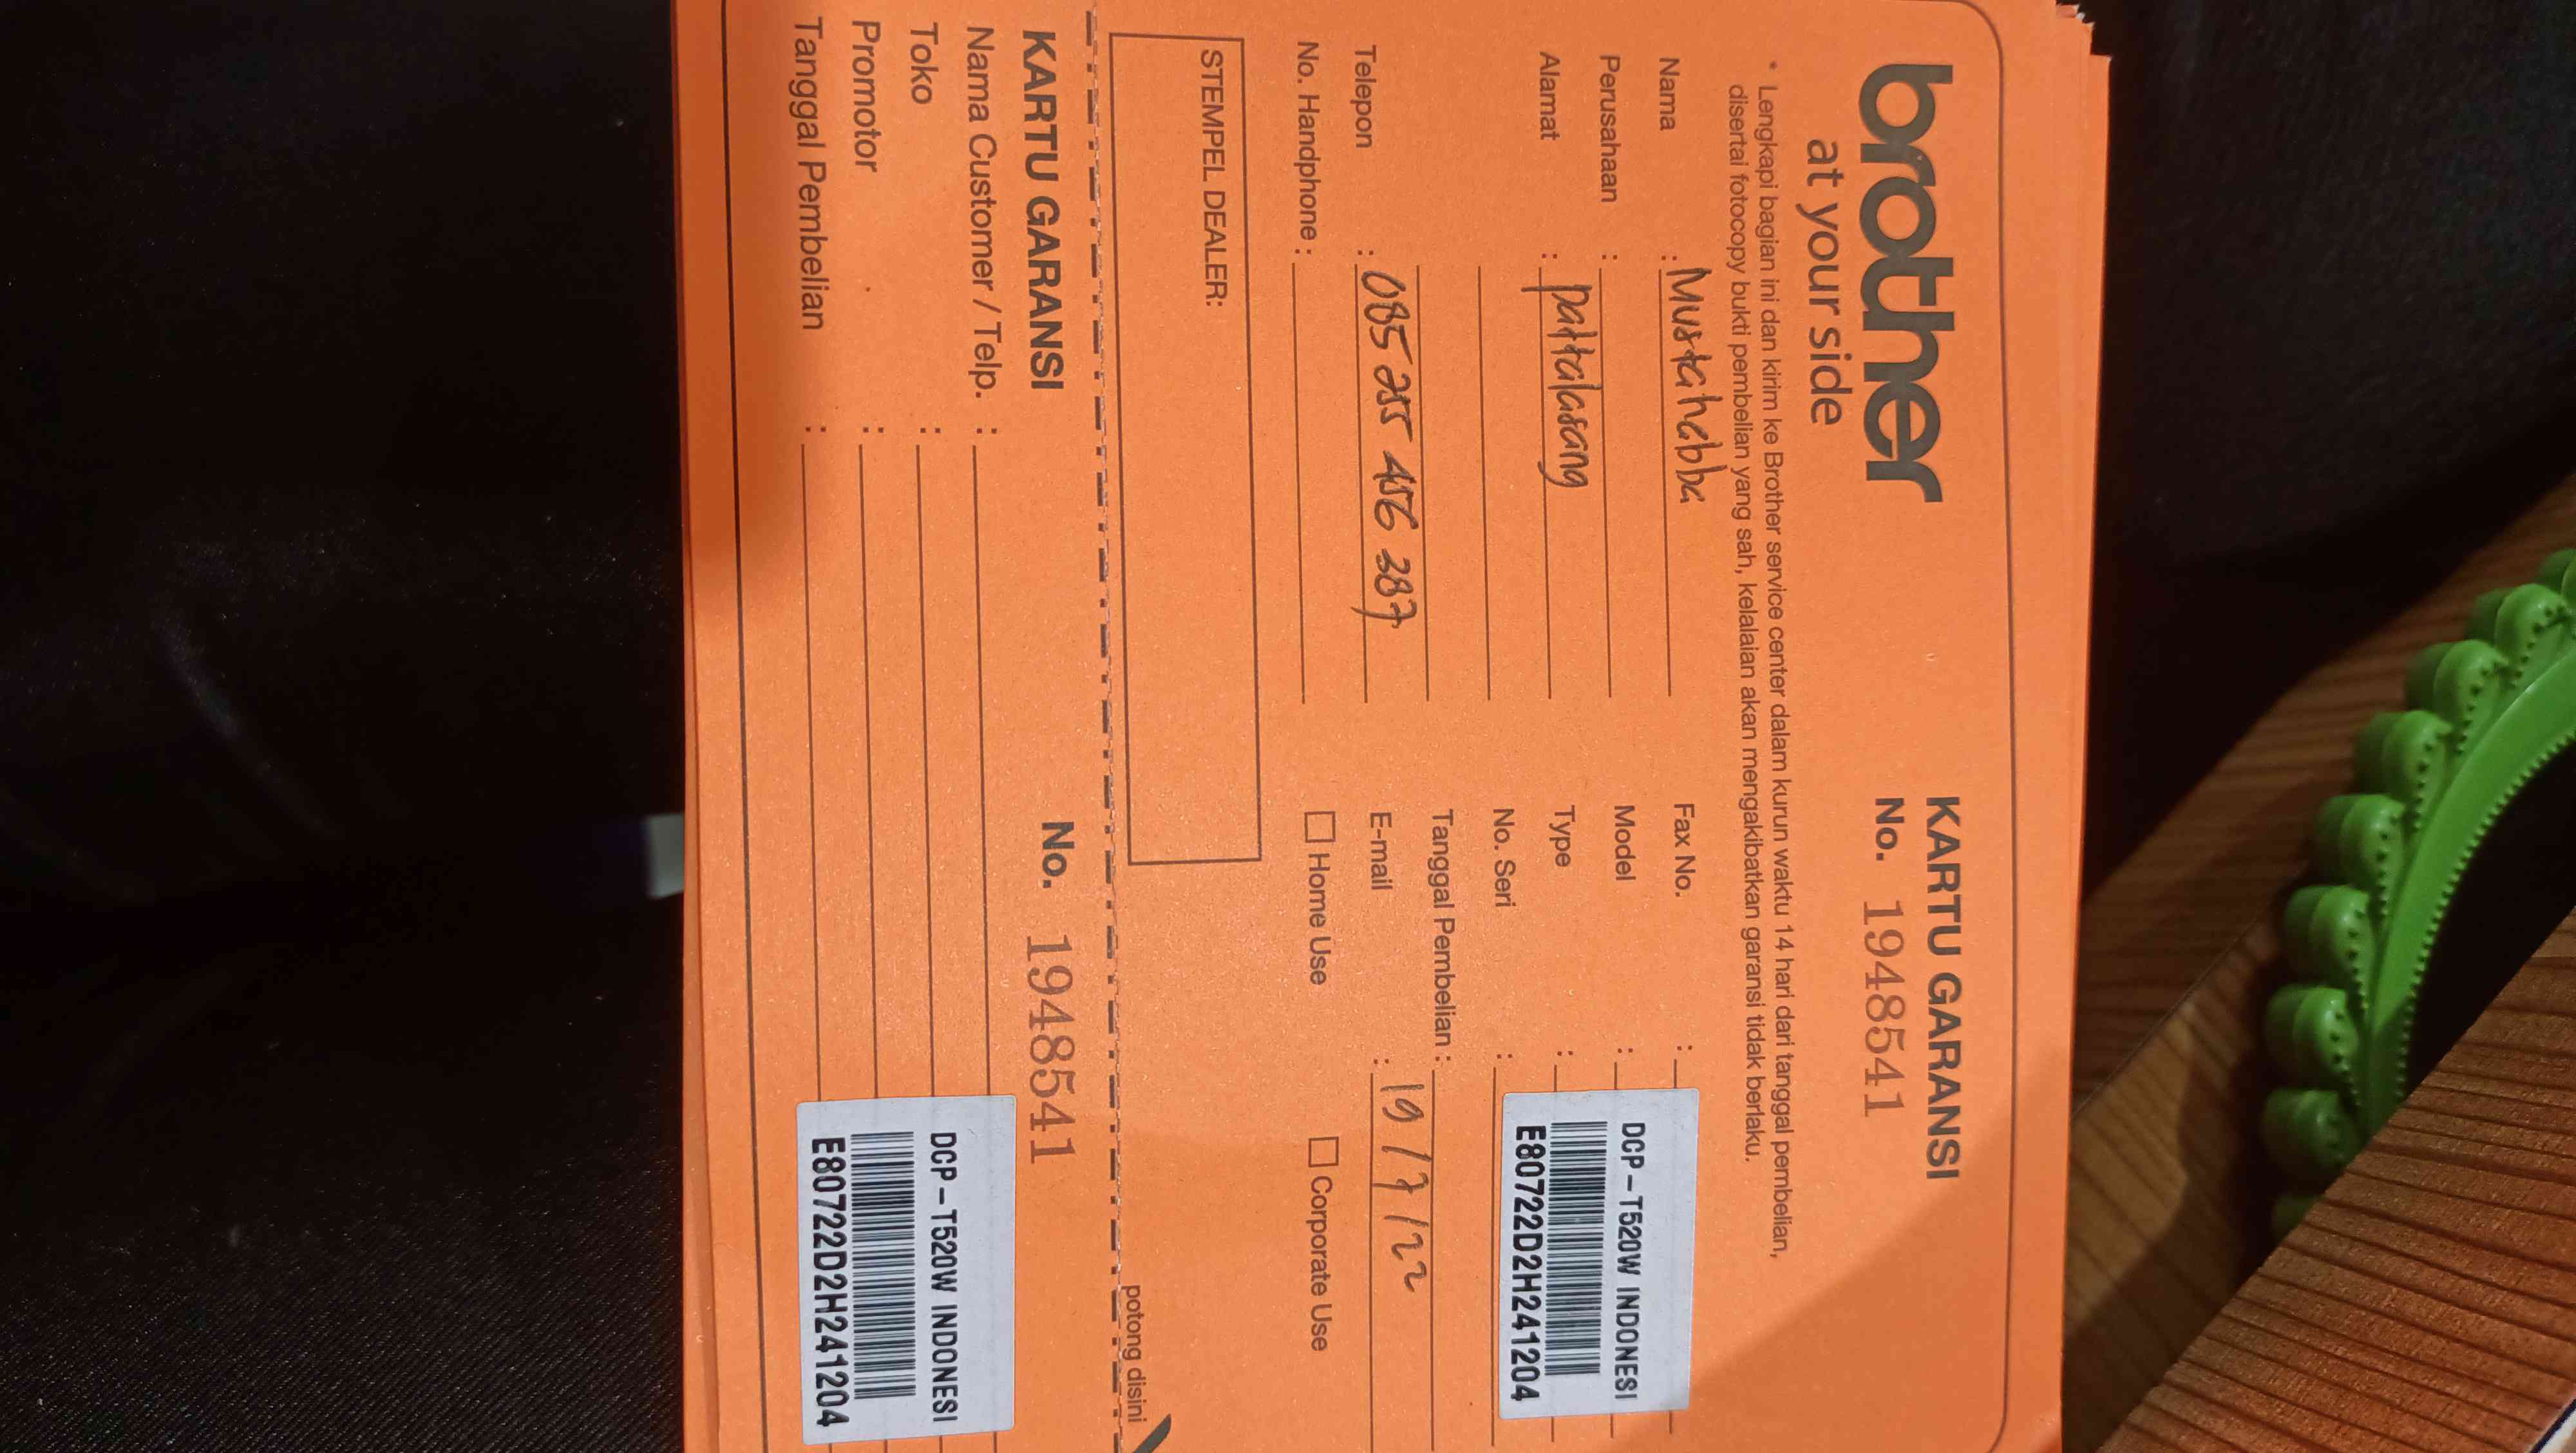 brother
at your side
KARTU GARANSI
No. 1948541
* Lengkapi bagian ini dan kirim ke Brother service center dalam kurun waktu 14 hari dari tanggal pembelian,
disertai fotocopy bukti pembelian yang sah, kelalaian akan mengakibatkan garansi tidak berlaku.
Nama : Mustahabba
Perusahaan :
Alamat : pattalasang
Telepon : 085 255 456 387
No. Handphone :
Fax No. :
Model :
Type :
No. Seri :
DCP-T520W INDONESI
E80722D2H241204
Tanggal Pembelian :
E-mail : 19/7/22
Home Use
Corporate Use
STEMPEL DEALER:
potong disini
KARTU GARANSI
No. 1948541
Nama Customer / Telp. :
Toko :
Promotor :
Tanggal Pembelian :
DCP-T520W INDONESI
E80722D2H241204